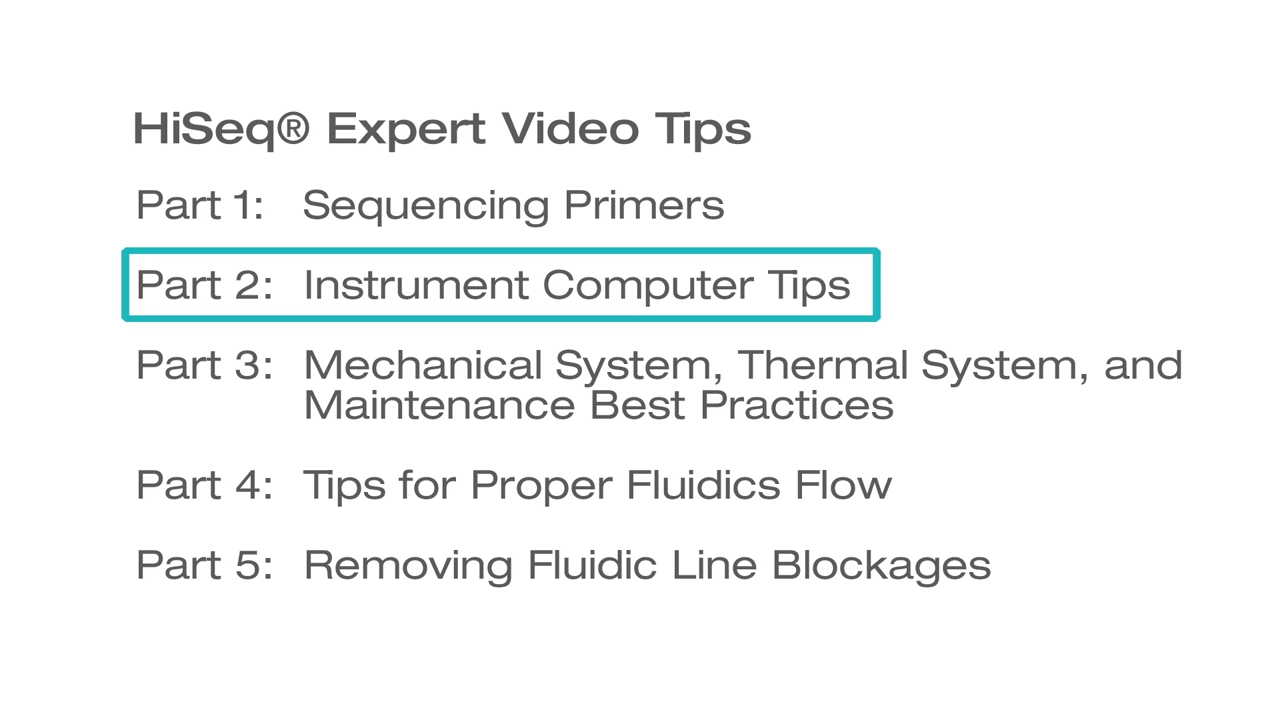 HiSeq® Expert Video Tips
Part 1: Sequencing Primers
Part 2: Instrument Computer Tips
Part 3: Mechanical System, Thermal System, and
Maintenance Best Practices
Part 4: Tips for Proper Fluidics Flow
Part 5: Removing Fluidic Line Blockages